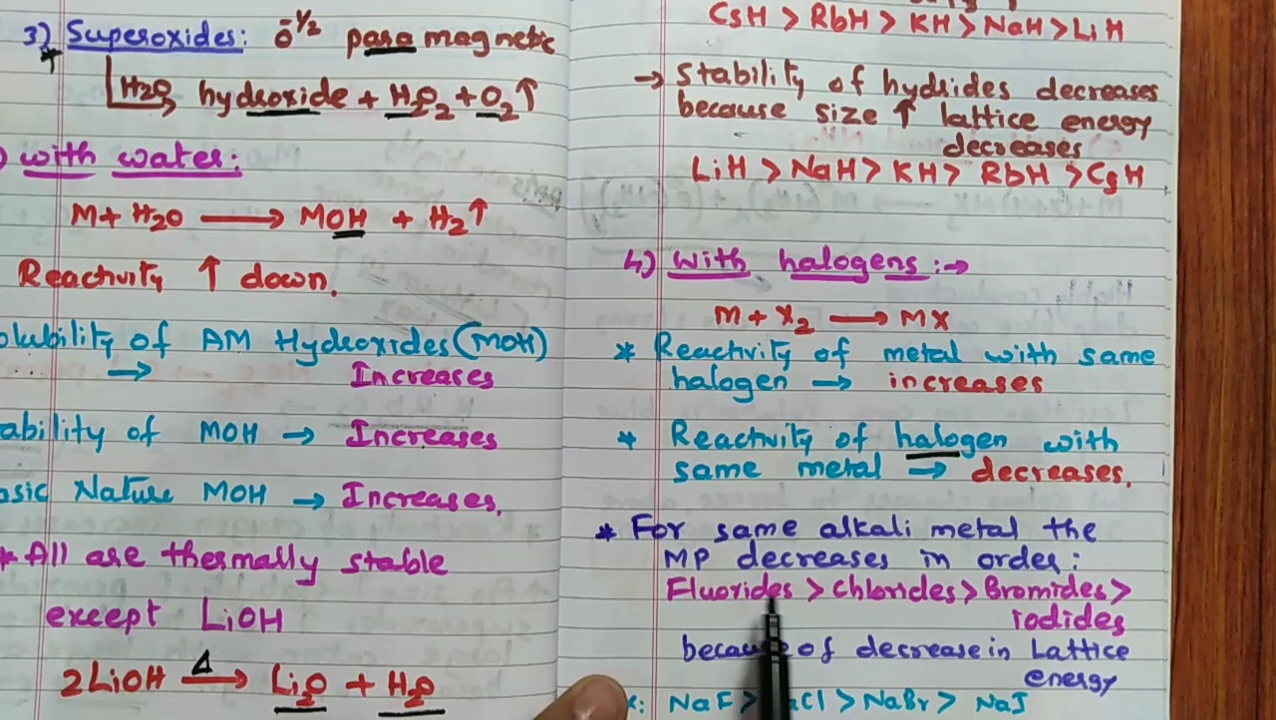 3) Superoxides: ō^1/2 para magnetic
H2O hydroxide + H2O2 + O2↑
) with water:
M + H2O → MOH + H2↑
Reactivity ↑ down.
olubility of AM Hydroxides (MOH)
→ Increases
ability of MOH → Increases
asic Nature MOH → Increases.
* All are thermally stable
except LiOH
2LiOH Δ→ Li2O + H2O
CsH > RbH > KH > NaH > LiH
→ Stability of hydrides decreases
because size ↑ lattice energy
decreases
LiH > NaH > KH > RbH > CsH
4) With halogens :→
M + X2 → MX
* Reactivity of metal with same
halogen → increases
* Reactivity of halogen with
same metal → decreases.
* For same alkali metal the
MP decreases in order:
Fluorides > Chlorides > Bromides >
iodides
because of decrease in Lattice
energy
x: NaF > aCl > NaBr > NaI